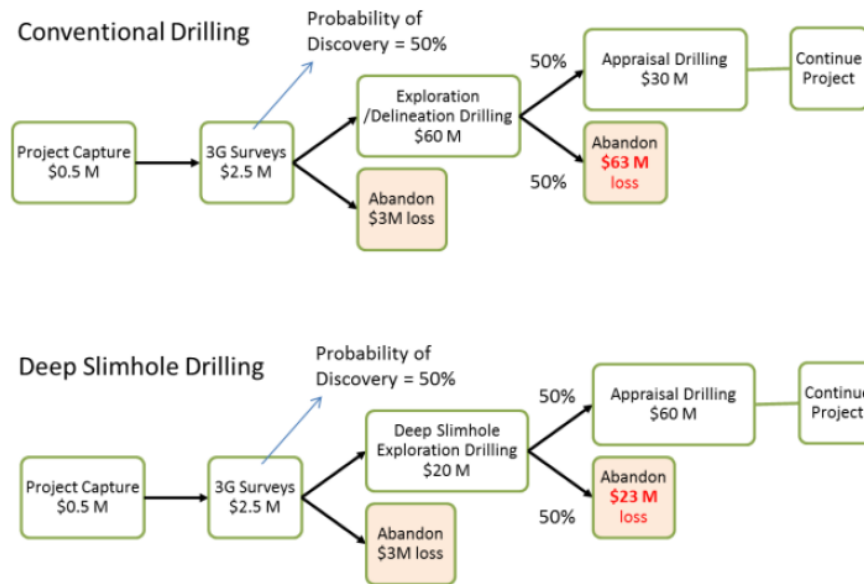 Conventional Drilling
Probability of
Discovery = 50%
Project Capture
$0.5 M
3G Surveys
$2.5 M
Exploration
/Delineation Drilling
$60 M
Abandon
$3M loss
50%
50%
Appraisal Drilling
$30 M
Abandon
$63 M
loss
Continue
Project
Deep Slimhole Drilling
Probability of
Discovery = 50%
Project Capture
$0.5 M
3G Surveys
$2.5 M
Deep Slimhole
Exploration Drilling
$20 M
Abandon
$3M loss
50%
50%
Appraisal Drilling
$60 M
Abandon
$23 M
loss
Continue
Project